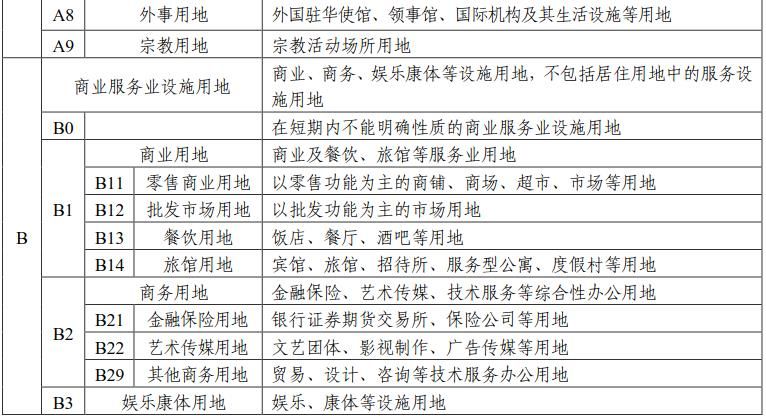 A8 外事用地 外国驻华使馆、领事馆、国际机构及其生活设施等用地
A9 宗教用地 宗教活动场所用地
B 商业服务业设施用地 商业、商务、娱乐康体等设施用地，不包括居住用地中的服务设
施用地
B0 在短期内不能明确性质的商业服务业设施用地
B1 商业用地 商业及餐饮、旅馆等服务业用地
B11 零售商业用地 以零售功能为主的商铺、商场、超市、市场等用地
B12 批发市场用地 以批发功能为主的市场用地
B13 餐饮用地 饭店、餐厅、酒吧等用地
B14 旅馆用地 宾馆、旅馆、招待所、服务型公寓、度假村等用地
B2 商务用地 金融保险、艺术传媒、技术服务等综合性办公用地
B21 金融保险用地 银行证券期货交易所、保险公司等用地
B22 艺术传媒用地 文艺团体、影视制作、广告传媒等用地
B29 其他商务用地 贸易、设计、咨询等技术服务办公用地
B3 娱乐康体用地 娱乐、康体等设施用地